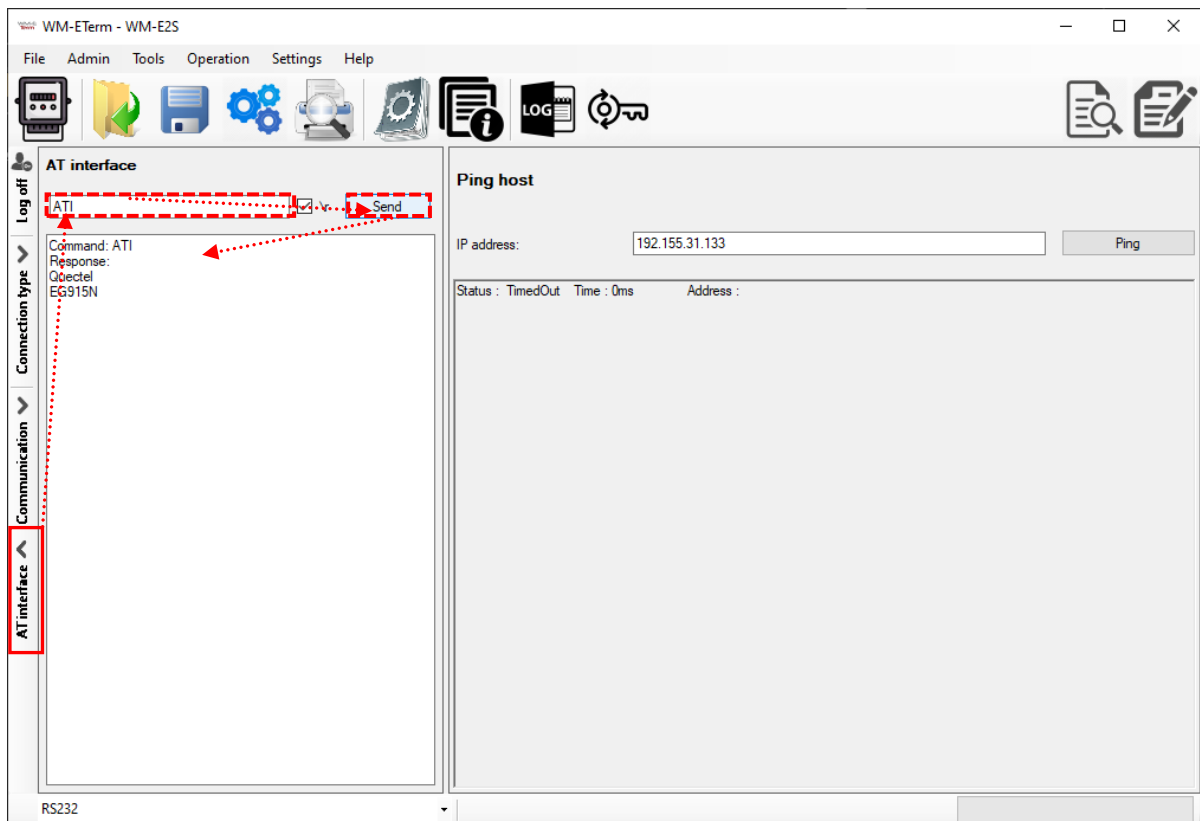 WM-ETerm - WM-E2S
File Admin Tools Operation Settings Help
LOG
Log off
Connection type
Communication
AT interface
AT interface
ATI \r Send
Command: ATI
Response:
Quectel
EG915N
Ping host
IP address: 192.155.31.133 Ping
Status : TimedOut Time : 0ms Address :
RS232